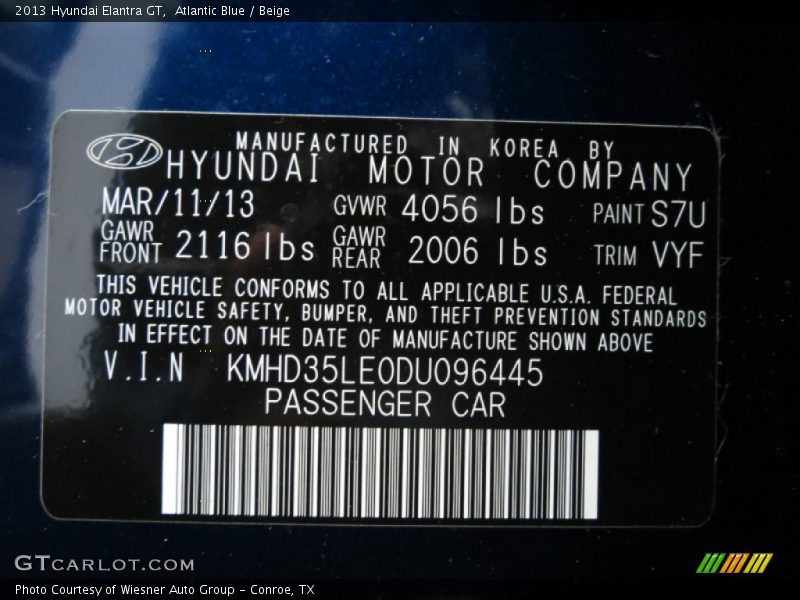 2013 Hyundai Elantra GT, Atlantic Blue / Beige
MANUFACTURED IN KOREA BY
HYUNDAI MOTOR COMPANY
MAR/11/13 GVWR 4056 lbs PAINT S7U
GAWR FRONT 2116 lbs GAWR REAR 2006 lbs TRIM VYF
THIS VEHICLE CONFORMS TO ALL APPLICABLE U.S.A. FEDERAL
MOTOR VEHICLE SAFETY, BUMPER, AND THEFT PREVENTION STANDARDS
IN EFFECT ON THE DATE OF MANUFACTURE SHOWN ABOVE
V.I.N KMHD35LE0DU096445
PASSENGER CAR
GTCARLOT.COM
Photo Courtesy of Wiesner Auto Group - Conroe, TX